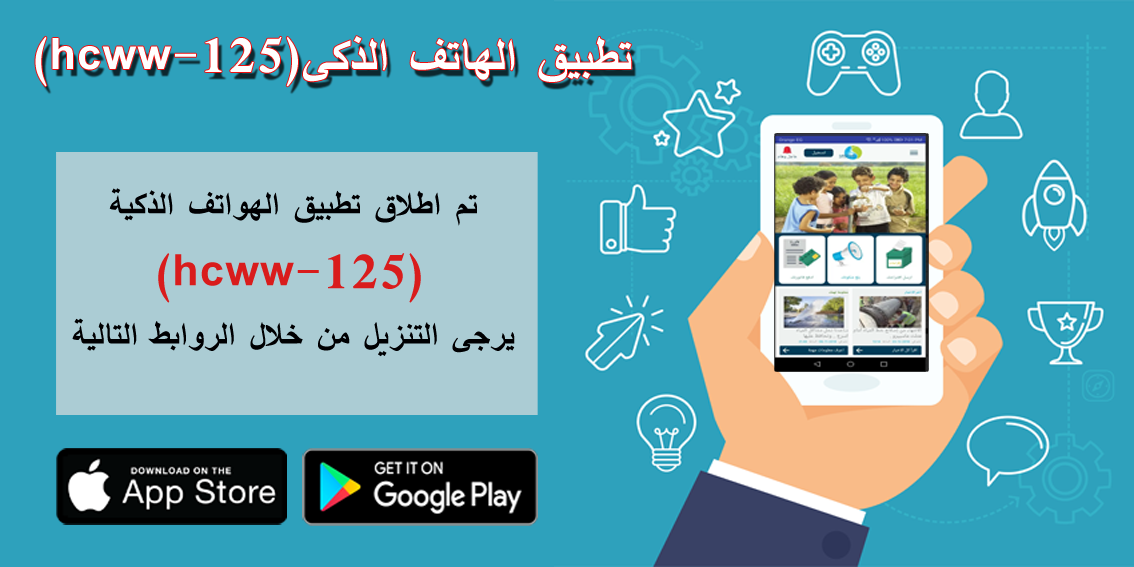 تطبيق الهاتف الذكى(hcww-125)
تم اطلاق تطبيق الهواتف الذكية
(hcww-125)
يرجى التنزيل من خلال الروابط التالية
DOWNLOAD ON THE
App Store
GET IT ON
Google Play